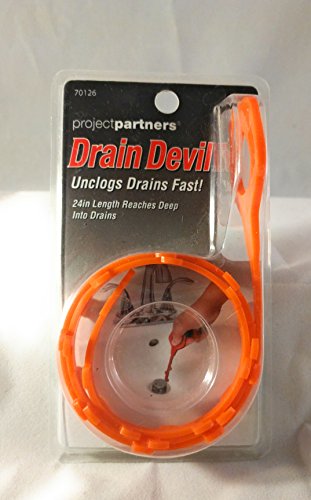 70126
projectpartners®
Drain Devil
Unclogs Drains Fast!
24in Length Reaches Deep
Into Drains